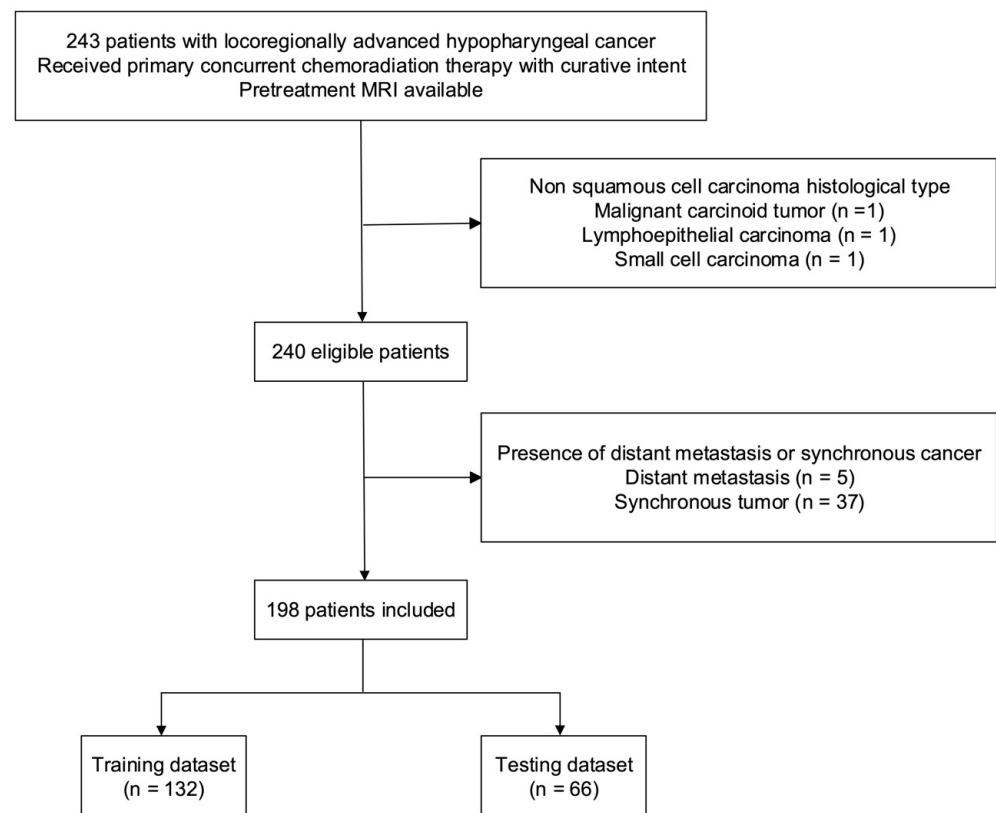 243 patients with locoregionally advanced hypopharyngeal cancer
Received primary concurrent chemoradiation therapy with curative intent
Pretreatment MRI available
Non squamous cell carcinoma histological type
Malignant carcinoid tumor (n =1)
Lymphoepithelial carcinoma (n = 1)
Small cell carcinoma (n = 1)
240 eligible patients
Presence of distant metastasis or synchronous cancer
Distant metastasis (n = 5)
Synchronous tumor (n = 37)
198 patients included
Training dataset
(n = 132)
Testing dataset
(n = 66)